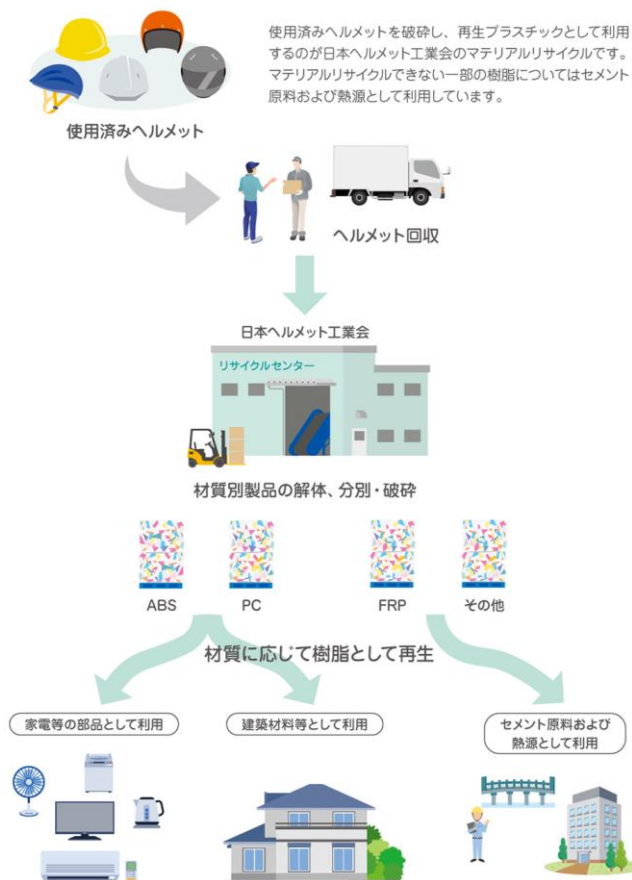 使用済みヘルメットを破砕し、再生プラスチックとして利用
するのが日本ヘルメット工業会のマテリアルリサイクルです。
マテリアルリサイクルできない一部の樹脂についてはセメント
原料および熱源として利用しています。
使用済みヘルメット
ヘルメット回収
日本ヘルメット工業会
リサイクルセンター
材質別製品の解体、分別・破砕
ABS
PC
FRP
その他
材質に応じて樹脂として再生
家電等の部品として利用
建築材料等として利用
セメント原料および
熱源として利用